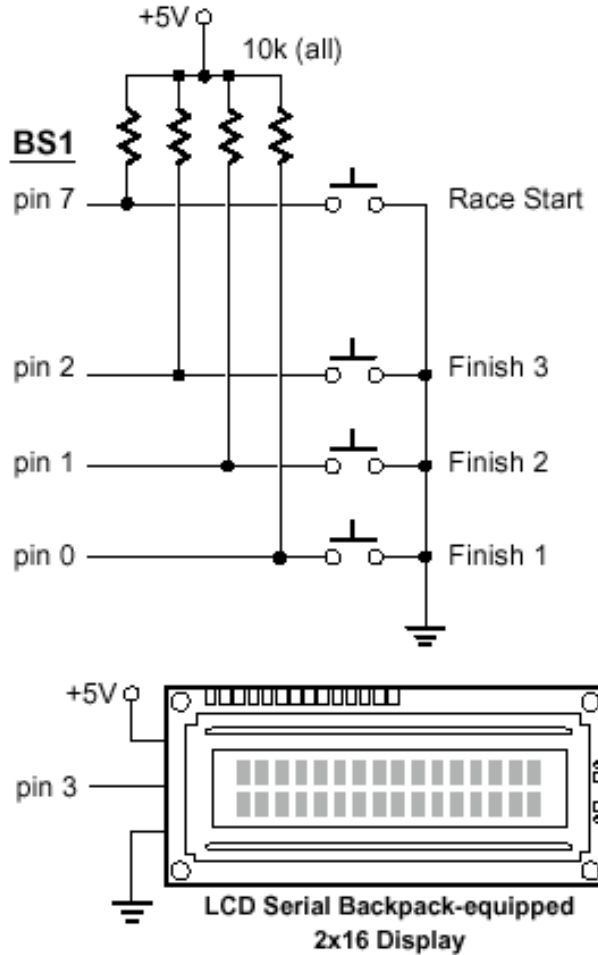 +5V
10k (all)
BS1
pin 7
Race Start
pin 2
Finish 3
pin 1
Finish 2
pin 0
Finish 1
+5V
pin 3
LCD Serial Backpack-equipped
2x16 Display